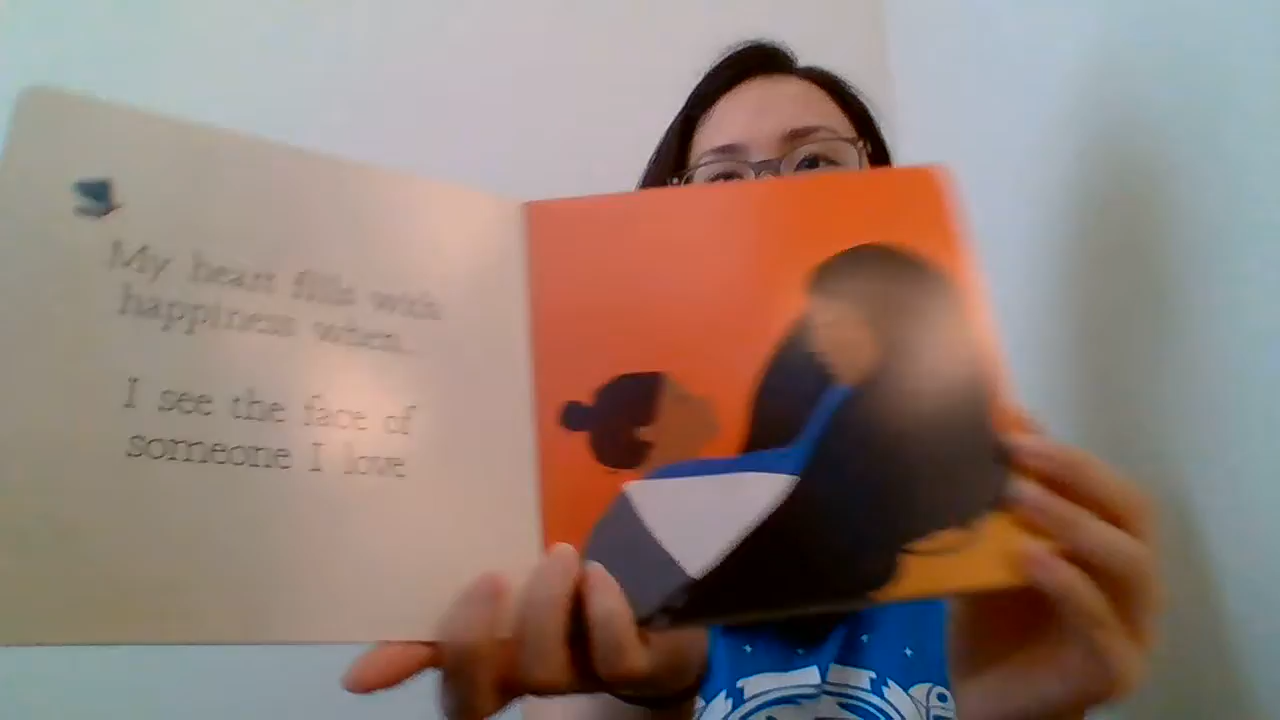 My heart fills with
happiness when...
I see the face of
someone I love